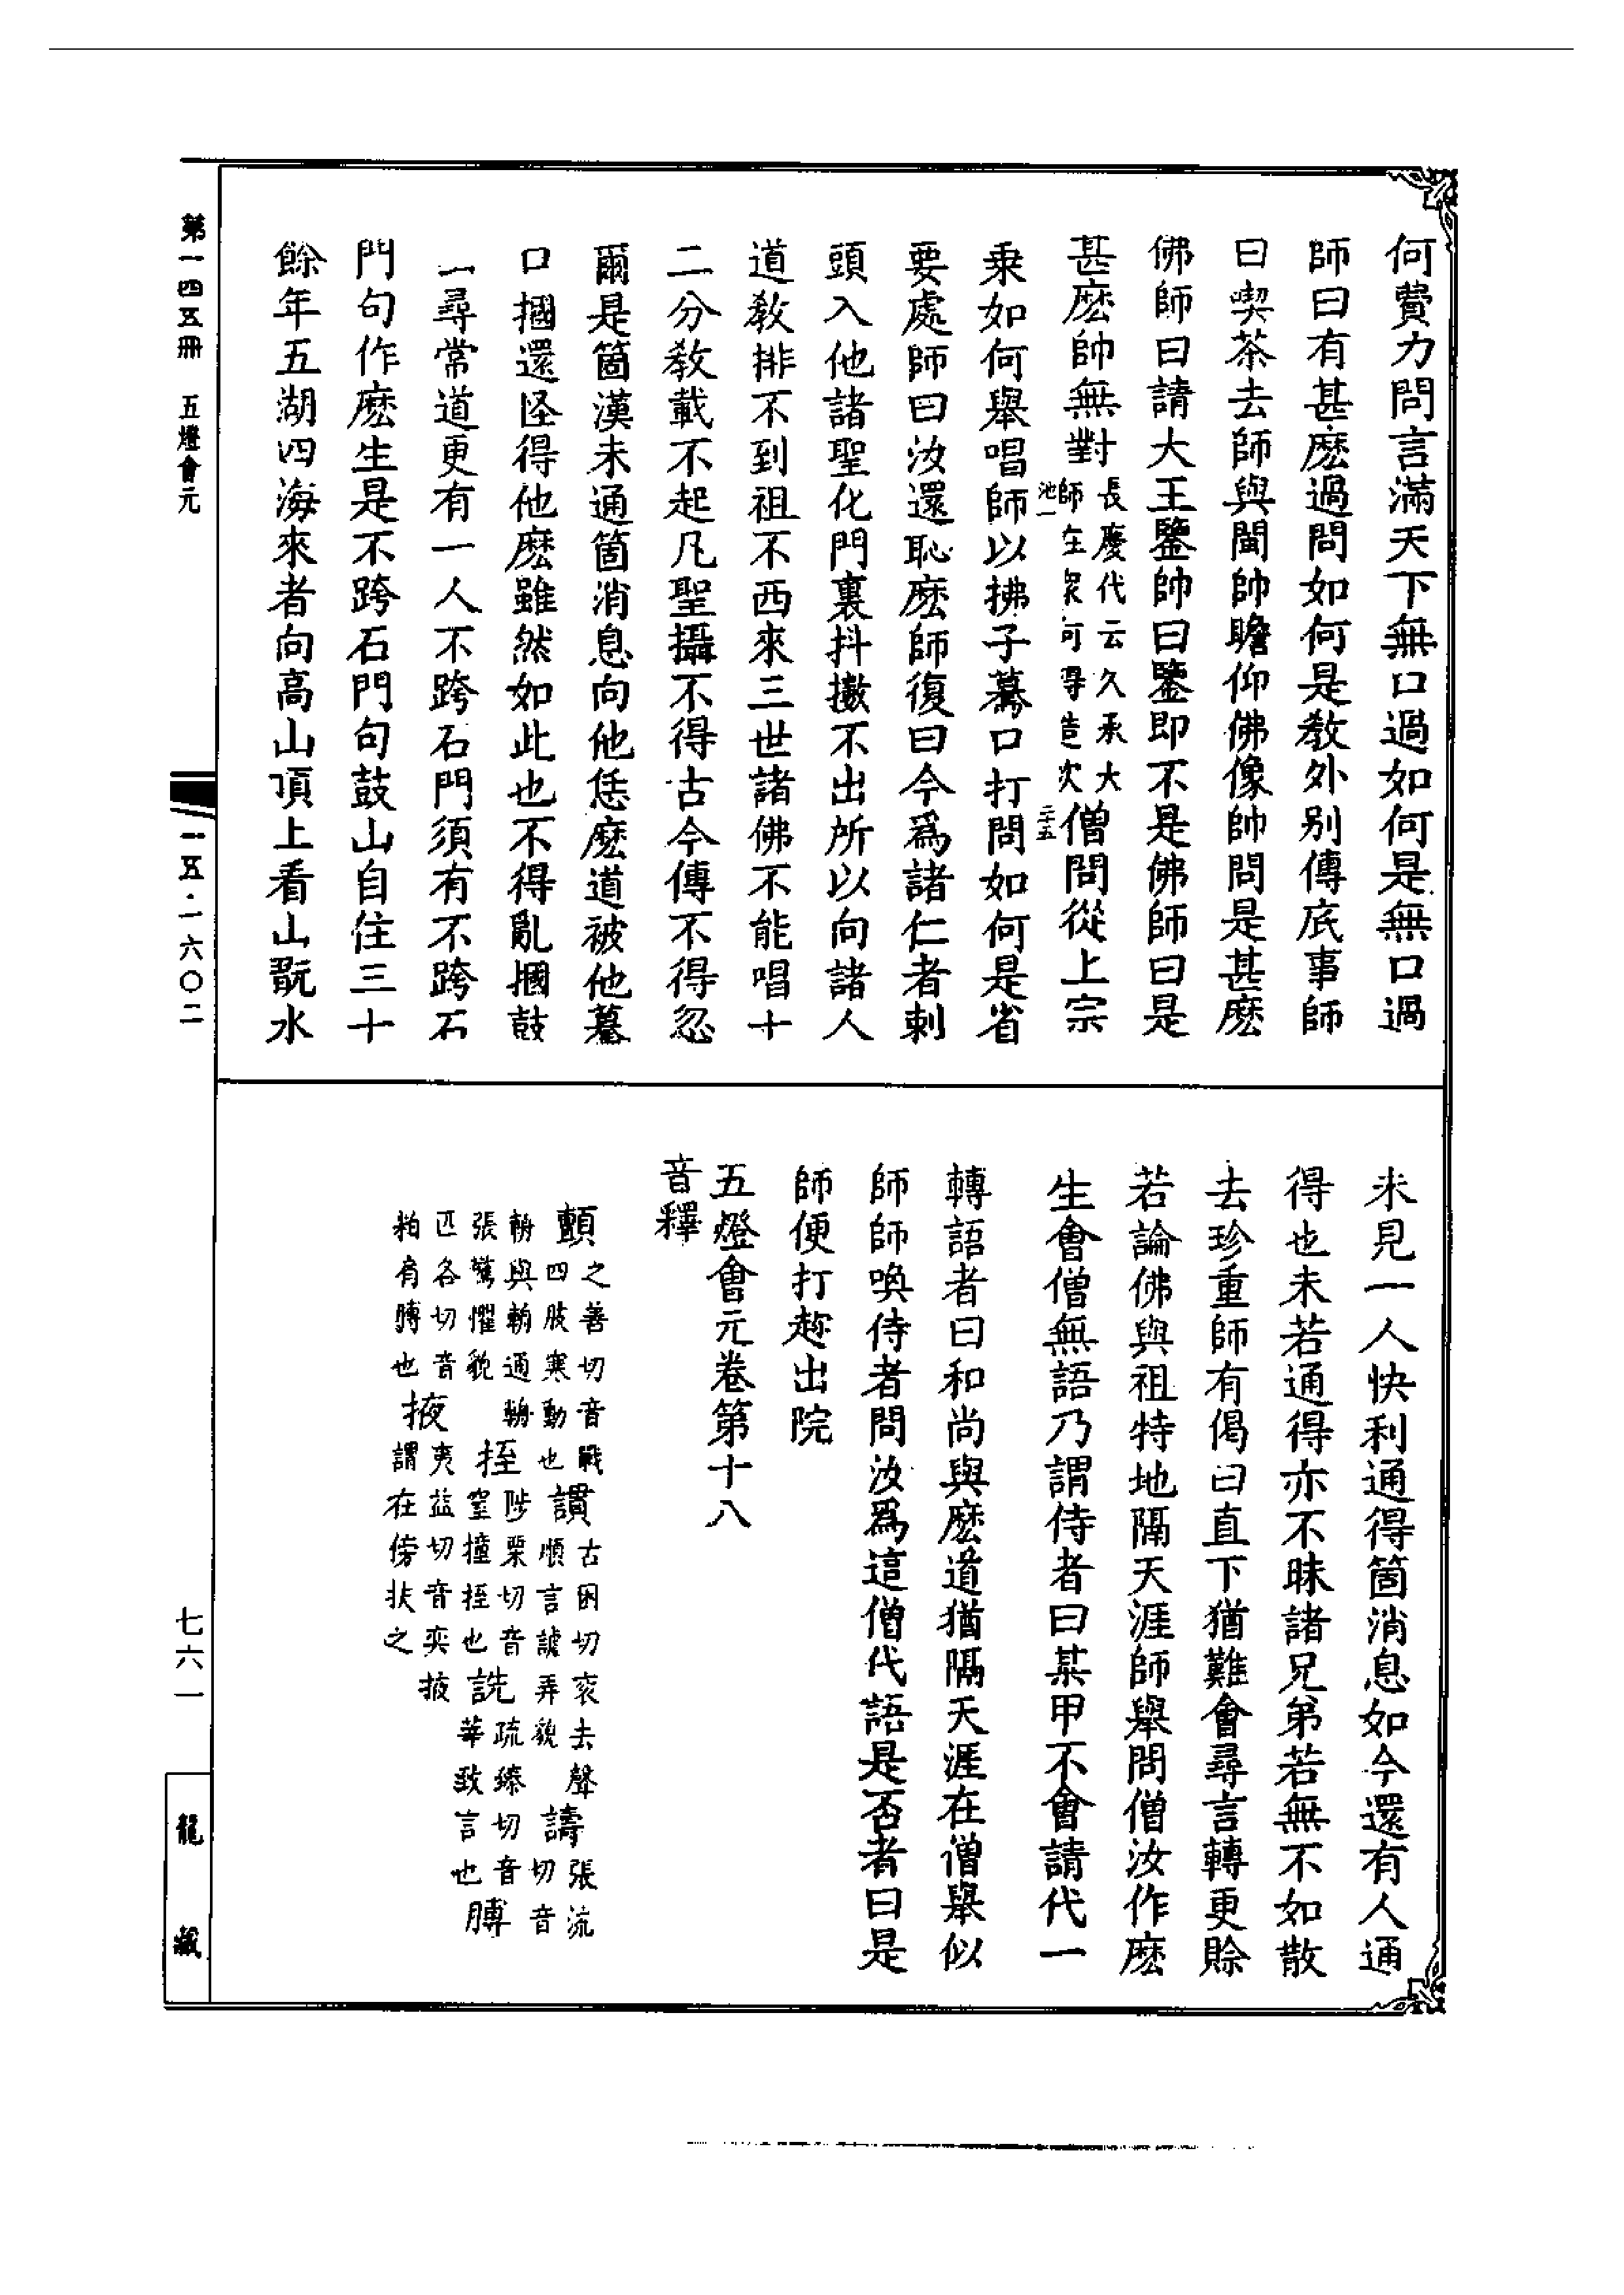 何費力問言滿天下無口過如何是無口過
師曰有甚麽過問如何是教外別傳底事師
曰喫茶去師與閩帥瞻仰佛像帥問是甚麽
佛師曰請大王鑒帥曰鑒即不是佛師曰是
甚麽帥無對長慶代云久承大師在衆何得造次僧問從上宗
乗如何舉唱師以拂子驀口打問如何是省
要處師曰汝還恥麽師復曰今爲諸仁者刺
頭入他諸聖化門裏抖擻不出所以向諸人
道教排不到祖不西來三世諸佛不能唱十
二分教載不起凡聖攝不得古今傳不得忽
爾是箇漢未通箇消息向他恁麽道被他驀
口摑還怪得他麽雖然如此也不得亂摑鼓
一尋常道更有一人不跨石門須有不跨石
門句作麽生是不跨石門句鼓山自住三十
餘年五湖四海來者向高山頂上看山翫水
未見一人快利通得箇消息如今還有人通
得也未若通得亦不昧諸兄弟若無不如散
去珍重師有偈曰直下猶難會尋言轉更賒
若論佛與祖特地隔天涯師舉問僧汝作麽
生會僧無語乃謂侍者曰某甲不會請代一
轉語者曰和尚與麽道猶隔天涯在僧舉似
師師喚侍者問汝爲這僧代語是否者曰是
師便打趂出院
五燈會元卷第十八
音釋
顫之善切音戰四肢寒動也謴古困切裒去聲順言謔弄貌譸張流切音
輈與輖通輈張驚懼貌挃陟栗切音窒撞挃也詵疏臻切音莘致言也膊
匹各切音粕肩膊也掖夷益切音奕掖謂在傍扶之
第一四五冊 五燈會元
一五·一六〇二
七六一
龍藏